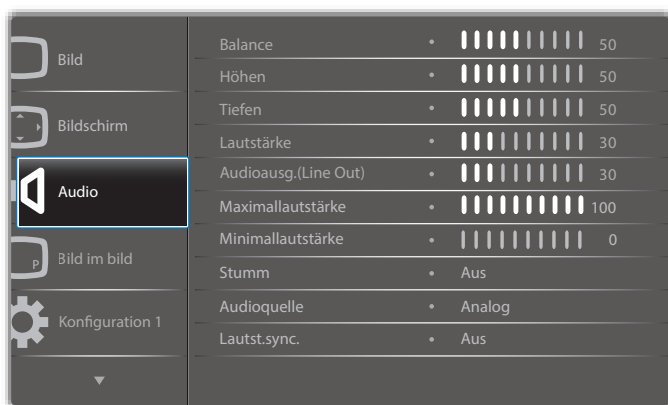 Bild
Bildschirm
Audio
P
Bild im bild
Konfiguration 1
Balance • 50
Höhen • 50
Tiefen • 50
Lautstärke • 30
Audioausg.(Line Out) • 30
Maximallautstärke • 100
Minimallautstärke • 0
Stumm • Aus
Audioquelle • Analog
Lautst.sync. • Aus